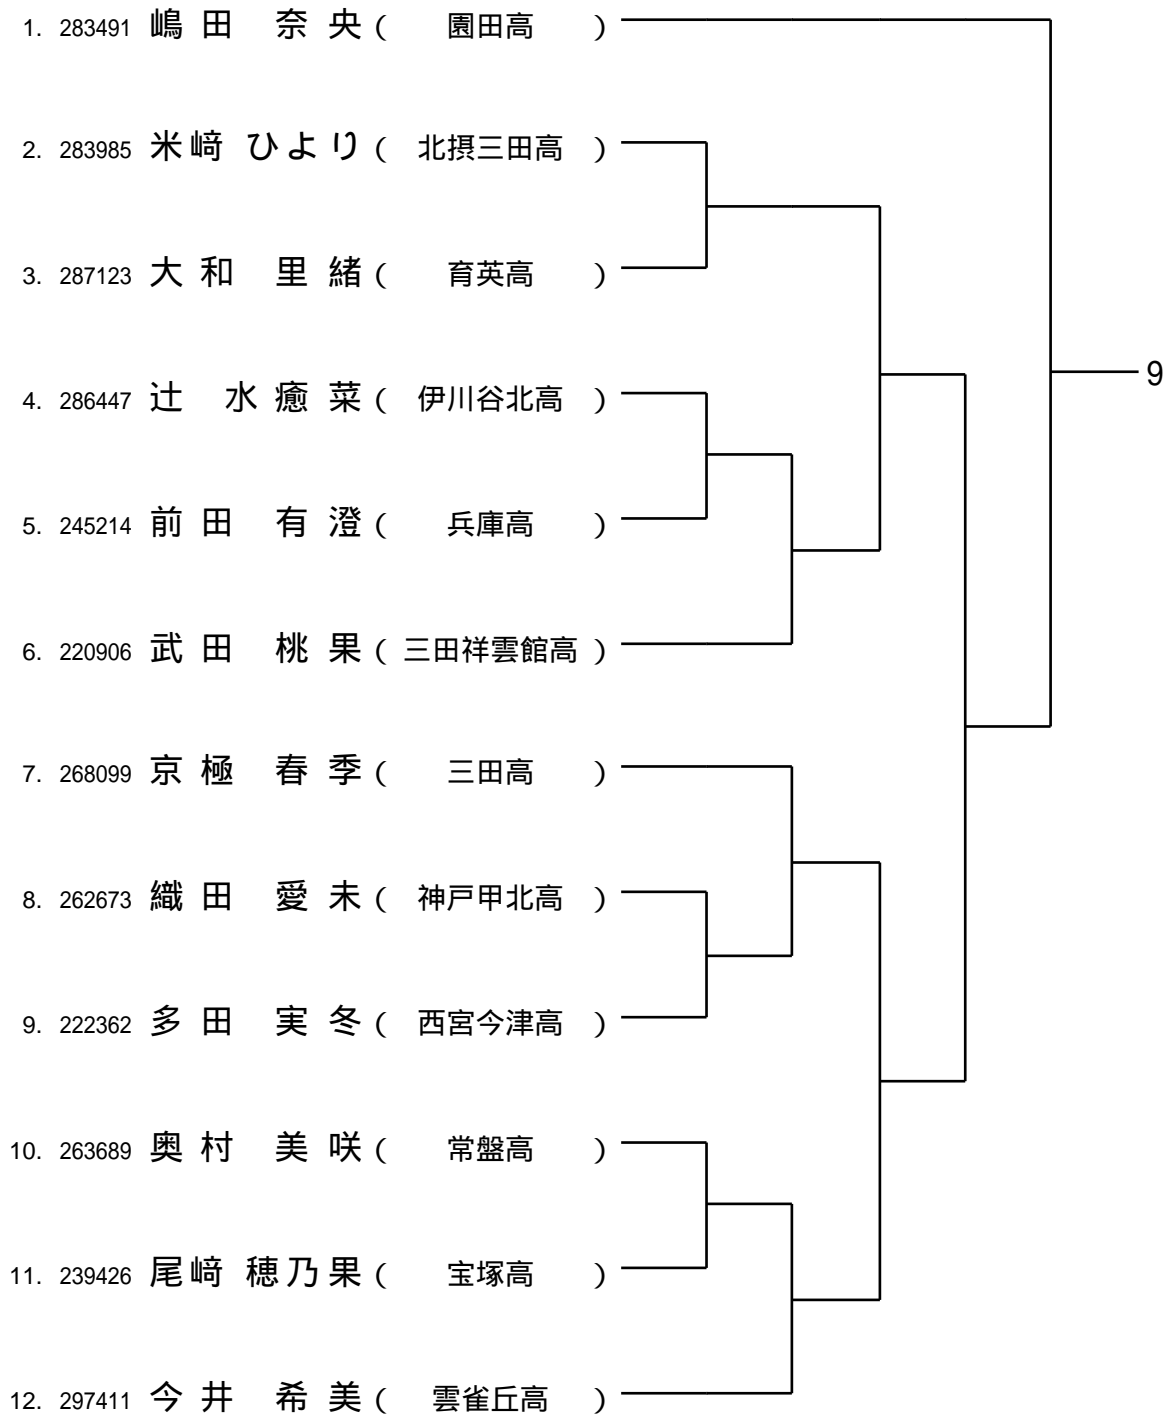 1. 283491 嶋田 奈央 ( 園田高 )
2. 283985 米﨑 ひより ( 北摂三田高 )
3. 287123 大和 里緒 ( 育英高 )
4. 286447 辻 水癒菜 ( 伊川谷北高 )
9
5. 245214 前田 有澄 ( 兵庫高 )
6. 220906 武田 桃果 ( 三田祥雲館高 )
7. 268099 京極 春季 ( 三田高 )
8. 262673 織田 愛未 ( 神戸甲北高 )
9. 222362 多田 実冬 ( 西宮今津高 )
10. 263689 奥村 美咲 ( 常盤高 )
11. 239426 尾﨑 穂乃果 ( 宝塚高 )
12. 297411 今井 希美 ( 雲雀丘高 )